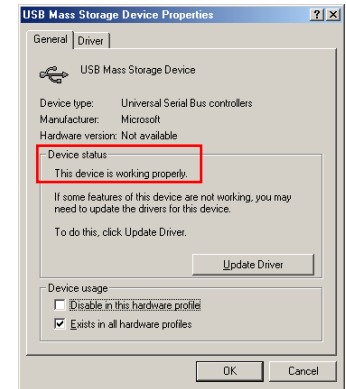 USB Mass Storage Device Properties
General Driver
USB Mass Storage Device
Device type: Universal Serial Bus controllers
Manufacturer: Microsoft
Hardware version: Not available
Device status
This device is working properly.
If some features of this device are not working, you may
need to update the drivers for this device.
To do this, click Update Driver.
Update Driver
Device usage
Disable in this hardware profile
Exists in all hardware profiles
OK Cancel